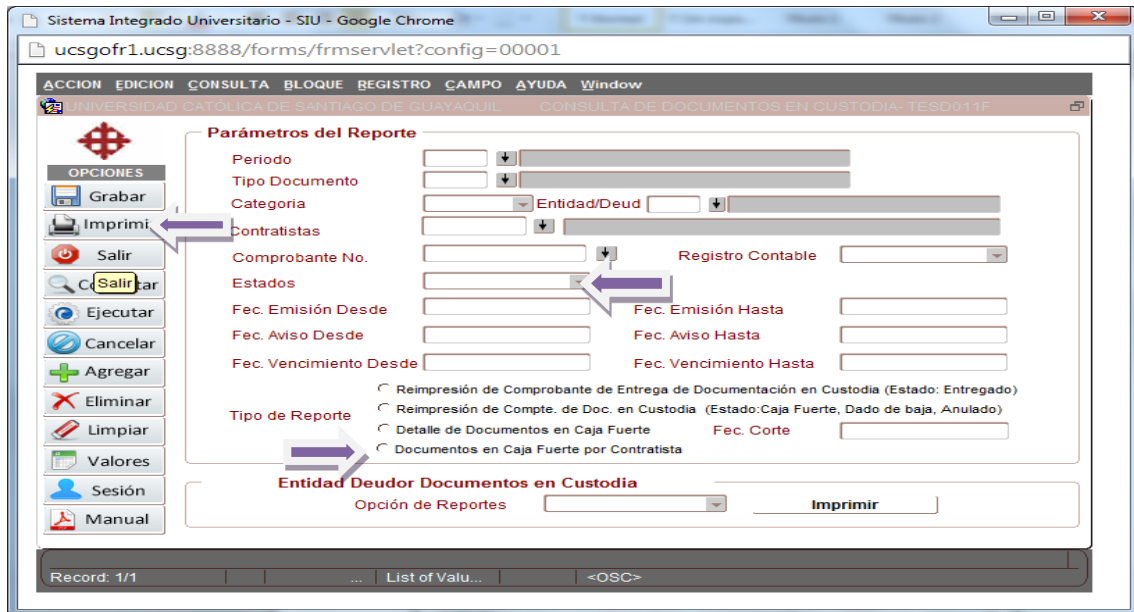 Sistema Integrado Universitario - SIU - Google Chrome
ucsgofr1.ucsg:8888/forms/frmservlet?config=00001
ACCION EDICION CONSULTA BLOQUE REGISTRO CAMPO AYUDA Window
UNIVERSIDAD CATÓLICA DE SANTIAGO DE GUAYAQUIL CONSULTA DE DOCUMENTOS EN CUSTODIA- TESD011F
OPCIONES
Grabar
Imprimi
Salir
Salir
tar
Ejecutar
Cancelar
Agregar
Eliminar
Limpiar
Valores
Sesión
Manual
Parámetros del Reporte
Periodo
Tipo Documento
Categoria Entidad/Deud
Contratistas
Comprobante No. Registro Contable
Estados
Fec. Emisión Desde Fec. Emisión Hasta
Fec. Aviso Desde Fec. Aviso Hasta
Fec. Vencimiento Desde Fec. Vencimiento Hasta
Tipo de Reporte
Reimpresión de Comprobante de Entrega de Documentación en Custodia (Estado: Entregado)
Reimpresión de Compte. de Doc. en Custodia (Estado:Caja Fuerte, Dado de baja, Anulado)
Detalle de Documentos en Caja Fuerte Fec. Corte
Documentos en Caja Fuerte por Contratista
Entidad Deudor Documentos en Custodia
Opción de Reportes Imprimir
Record: 1/1 ... List of Valu... <OSC>